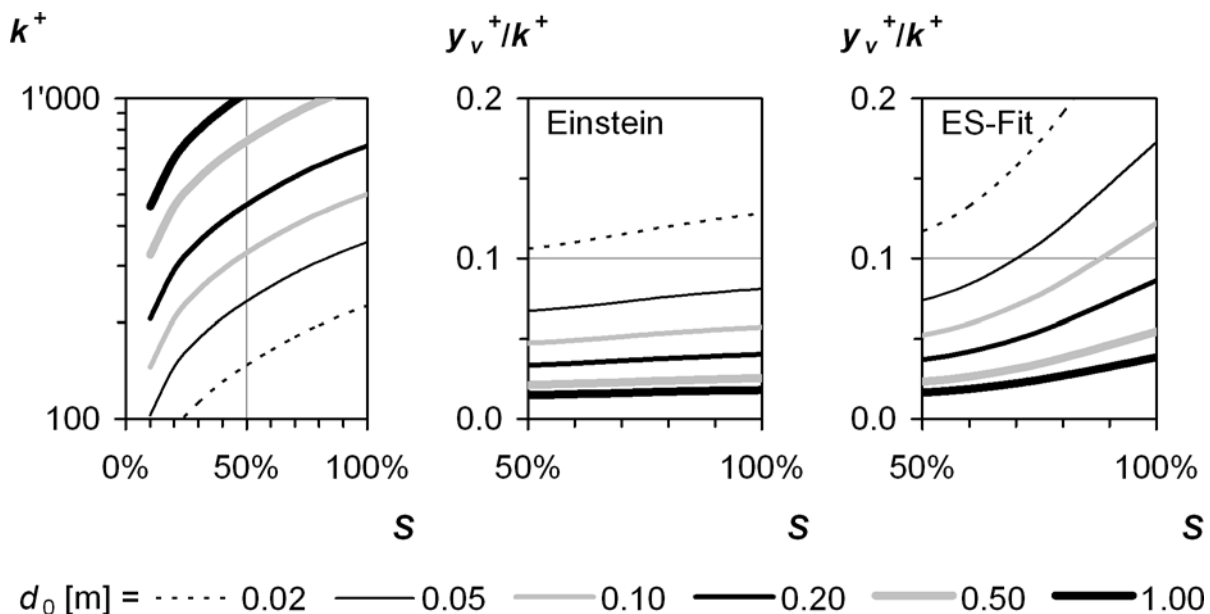 k⁺ yᵥ⁺/k⁺ yᵥ⁺/k⁺
1'000 0.2 Einstein 0.2 ES-Fit
0.1 0.1
100 0.0 0.0
0% 50% 100% 50% 100% 50% 100%
S S S
d₀ [m] = 0.02 0.05 0.10 0.20 0.50 1.00